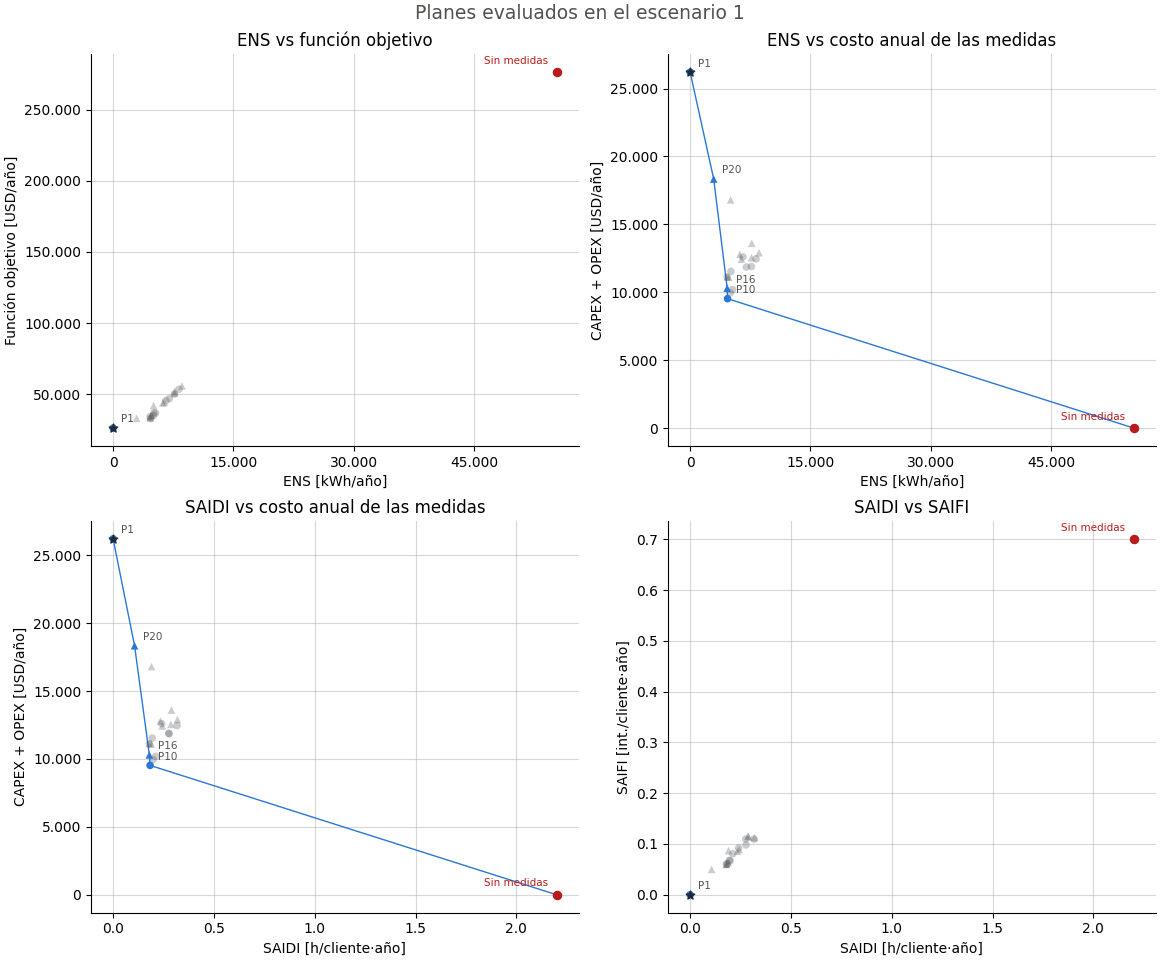 Planes evaluados en el escenario 1
ENS vs función objetivo
Función objetivo [USD/año]
250.000
200.000
150.000
100.000
50.000
Sin medidas
P1
0
15.000
30.000
45.000
ENS [kWh/año]
ENS vs costo anual de las medidas
CAPEX + OPEX [USD/año]
25.000
20.000
15.000
10.000
5.000
0
P1
P20
P16
P10
Sin medidas
0
15.000
30.000
45.000
ENS [kWh/año]
SAIDI vs costo anual de las medidas
CAPEX + OPEX [USD/año]
25.000
20.000
15.000
10.000
5.000
0
P1
P20
P16
P10
Sin medidas
0.0
0.5
1.0
1.5
2.0
SAIDI [h/cliente·año]
SAIDI vs SAIFI
SAIFI [int./cliente·año]
0.7
0.6
0.5
0.4
0.3
0.2
0.1
0.0
Sin medidas
P1
0.0
0.5
1.0
1.5
2.0
SAIDI [h/cliente·año]